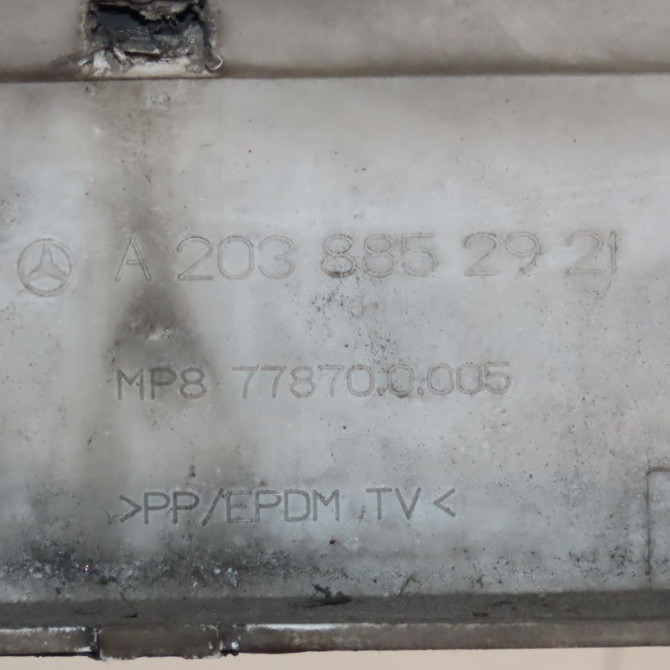 A 203 885 29 21
MP8 77870.0.005
>PP/EPDM TV<